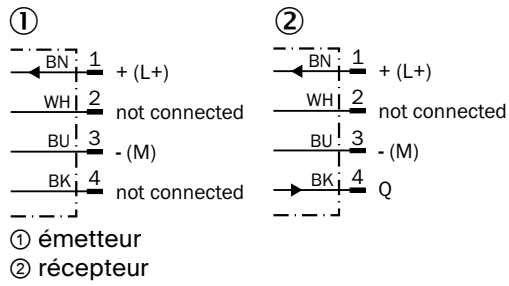 ①
BN 1 + (L+)
WH 2 not connected
BU 3 - (M)
BK 4 not connected
②
BN 1 + (L+)
WH 2 not connected
BU 3 - (M)
BK 4 Q
① émetteur
② récepteur